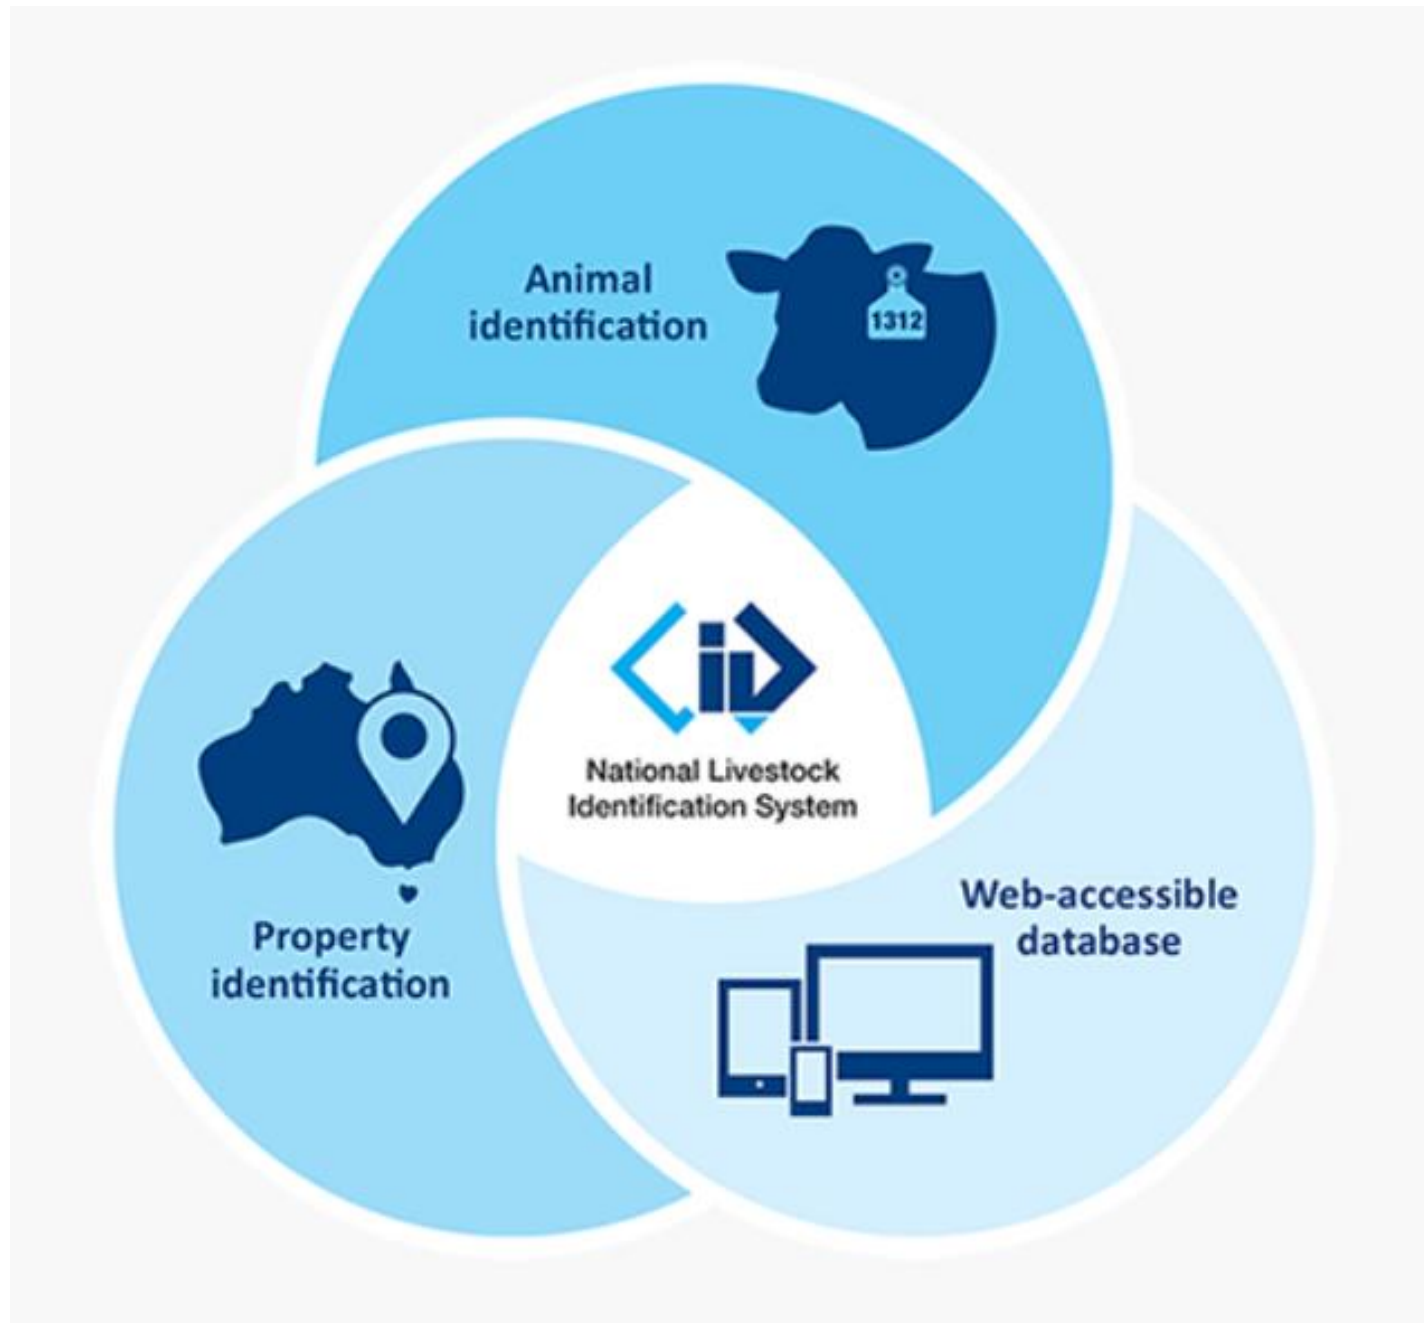 Animal
identification
1312
iD
National Livestock
Identification System
Property
identification
Web-accessible
database